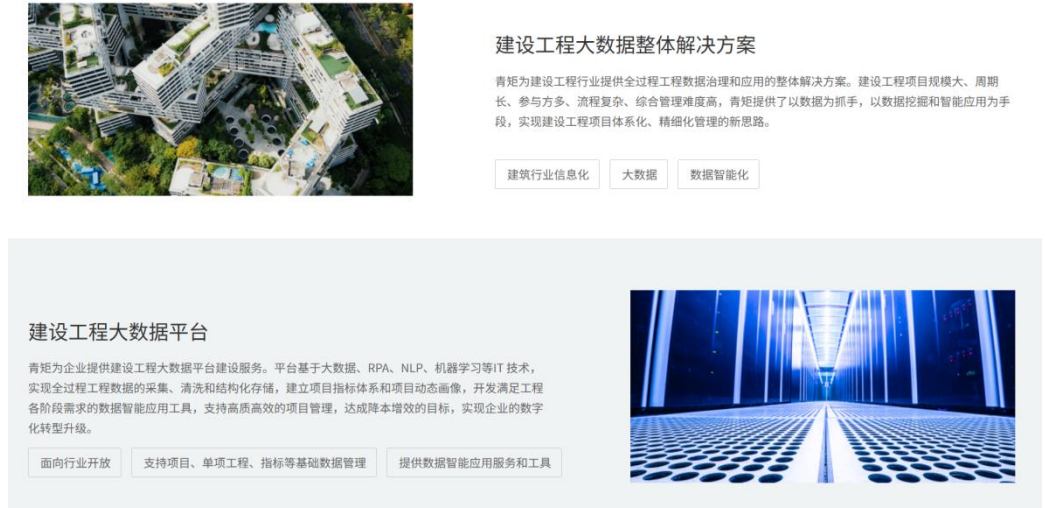 建设工程大数据整体解决方案
青矩为建设工程行业提供全过程工程数据治理和应用的整体解决方案。建设工程项目规模大、周期
长、参与方多、流程复杂、综合管理难度高，青矩提供了以数据为抓手，以数据挖掘和智能应用为手
段，实现建设工程项目体系化、精细化管理的新思路。
建筑行业信息化 大数据 数据智能化
建设工程大数据平台
青矩为企业提供建设工程大数据平台建设服务。平台基于大数据、RPA、NLP、机器学习等IT 技术，
实现全过程工程数据的采集、清洗和结构化存储，建立项目指标体系和项目动态画像，开发满足工程
各阶段需求的数据智能应用工具，支持高质高效的项目管理，达成降本增效的目标，实现企业的数字
化转型升级。
面向行业开放 支持项目、单项工程、指标等基础数据管理 提供数据智能应用服务和工具